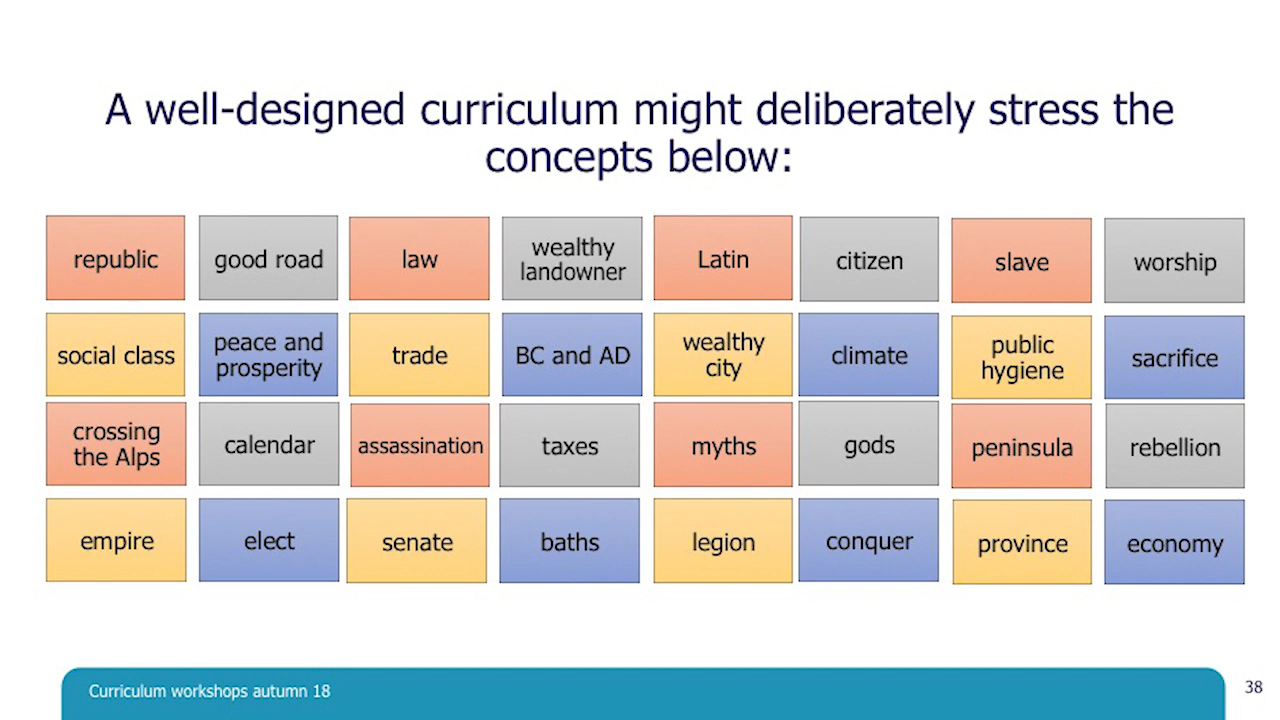 A well-designed curriculum might deliberately stress the
concepts below:
republic
good road
law
wealthy
landowner
Latin
citizen
slave
worship
social class
peace and
prosperity
trade
BC and AD
wealthy
city
climate
public
hygiene
sacrifice
crossing
the Alps
calendar
assassination
taxes
myths
gods
peninsula
rebellion
empire
elect
senate
baths
legion
conquer
province
economy
Curriculum workshops autumn 18
38